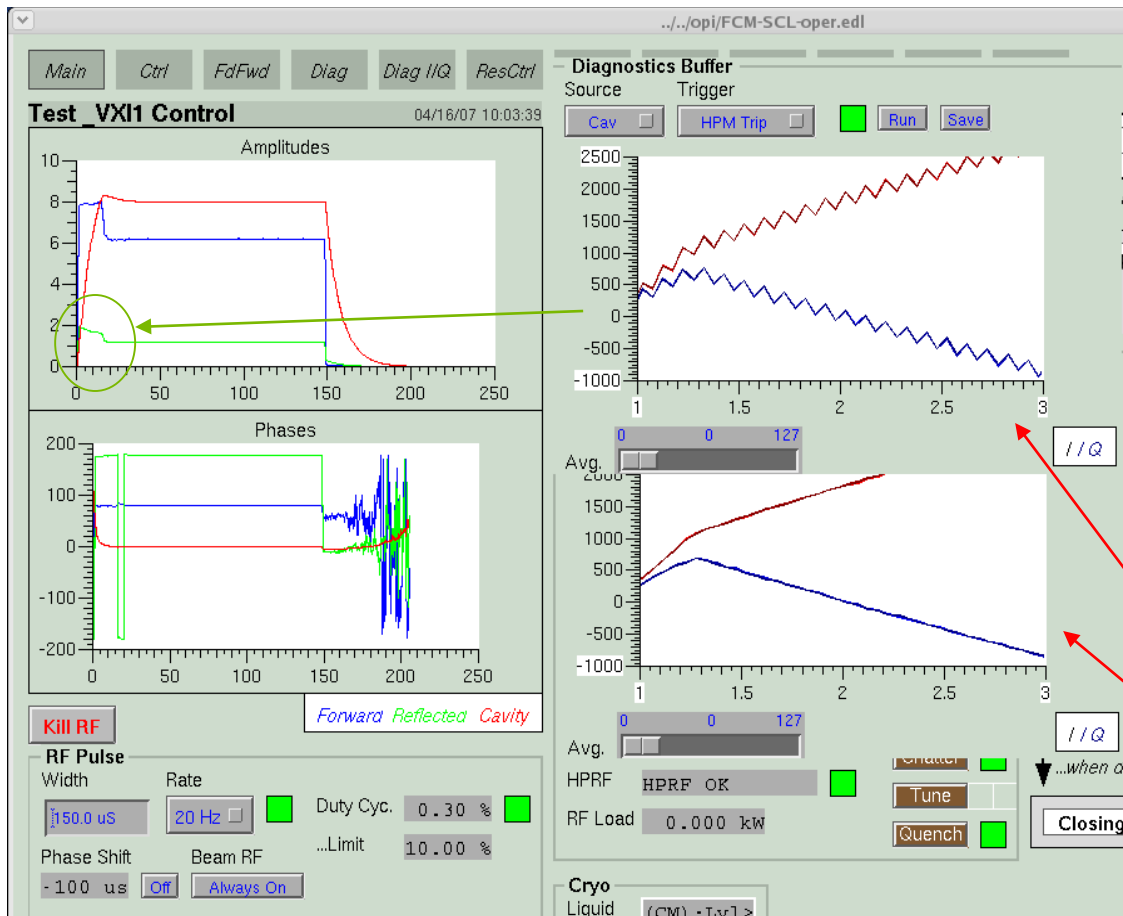 ../../opi/FCM-SCL-oper.edl
Main Ctrl FdFwd Diag Diag I/Q ResCtrl
Test _VXI1 Control 04/16/07 10:03:39
Amplitudes
10
8
6
4
2
0
0 50 100 150 200 250
Phases
200
100
0
-100
-200
0 50 100 150 200 250
Forward Reflected Cavity
Kill RF
RF Pulse
Width Rate
150.0 uS 20 Hz Duty Cyc. 0.30 %
...Limit 10.00 %
Phase Shift Beam RF
-100 us Off Always On
Diagnostics Buffer
Source Trigger
Cav HPM Trip Run Save
2500
2000
1500
1000
500
0
-500
-1000
1 1.5 2 2.5 3
0 0 127
Avg.
I/Q
2000
1500
1000
500
0
-500
-1000
1 1.5 2 2.5 3
0 0 127
Avg.
I/Q
HPRF HPRF OK
RF Load 0.000 kW
Chatter
Tune
Quench
...when
Closing
Cryo
Liquid (CM) -Lvl>